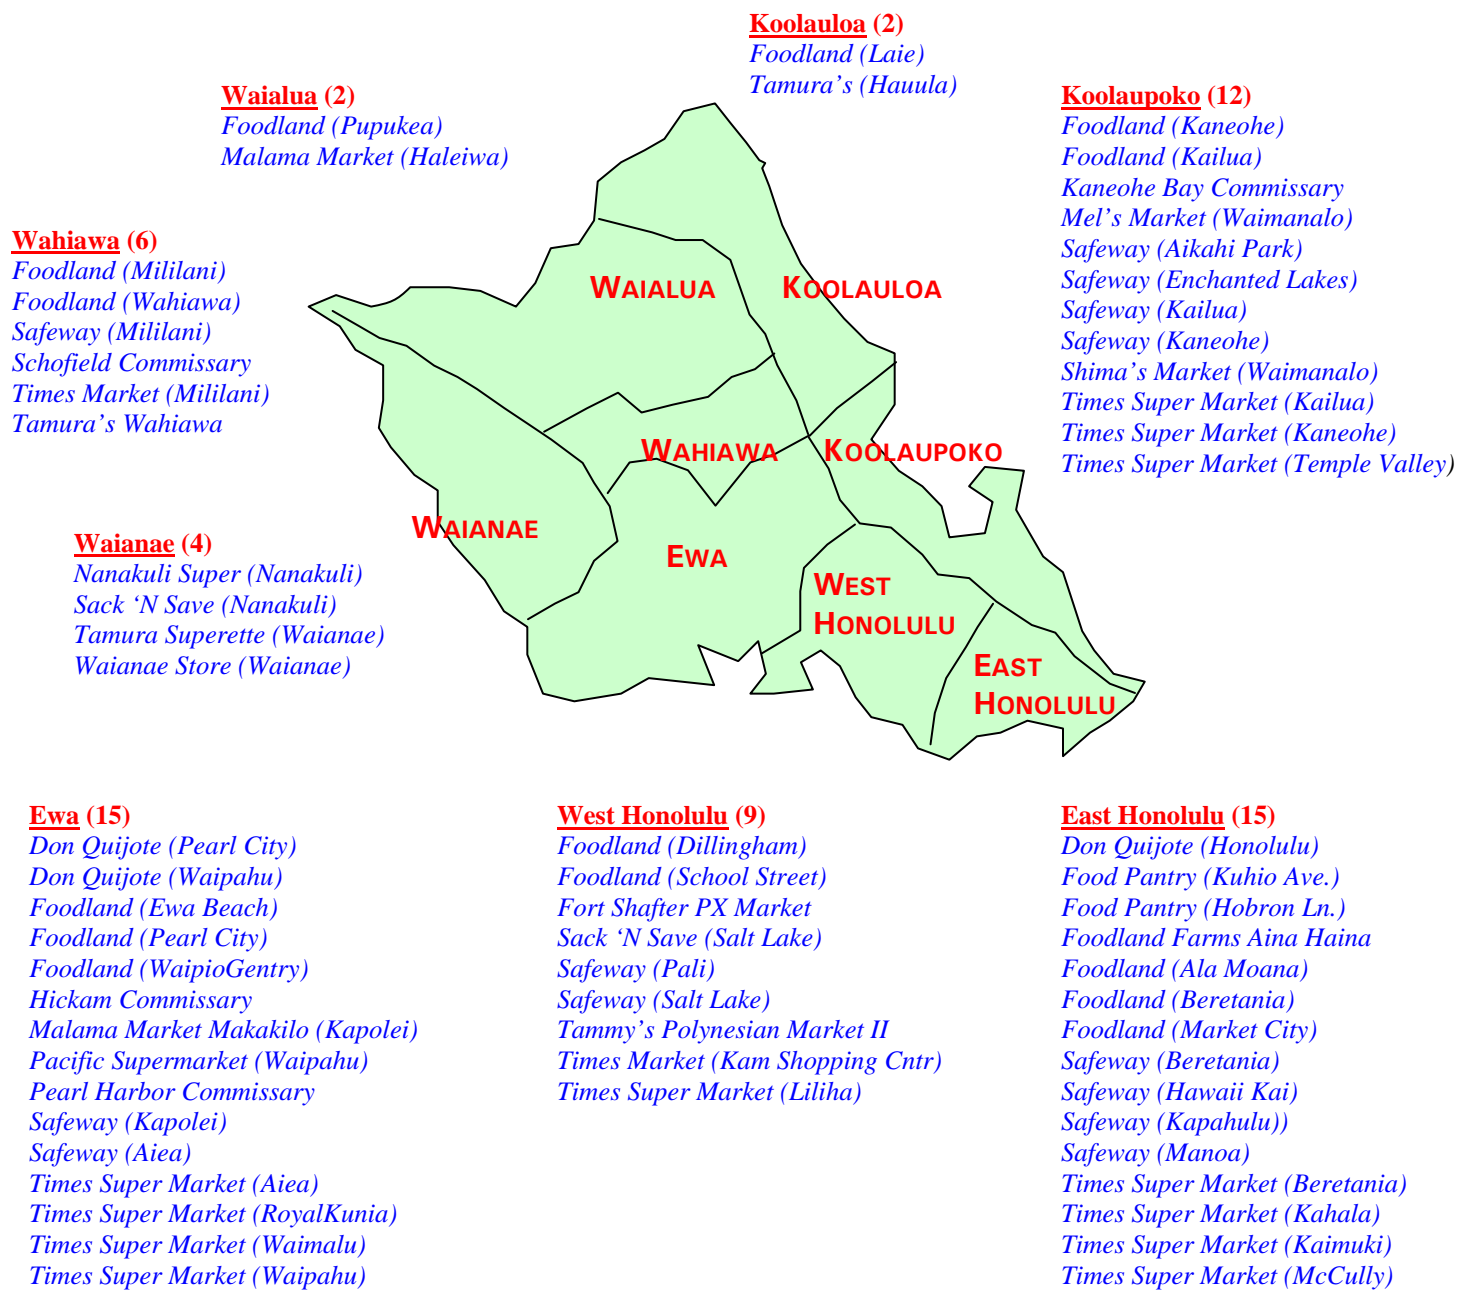 Koolauloa (2)
Foodland (Laie)
Tamura’s (Hauula)
Waialua (2)
Foodland (Pupukea)
Malama Market (Haleiwa)
Koolaupoko (12)
Foodland (Kaneohe)
Foodland (Kailua)
Kaneohe Bay Commissary
Mel’s Market (Waimanalo)
Safeway (Aikahi Park)
Safeway (Enchanted Lakes)
Safeway (Kailua)
Safeway (Kaneohe)
Shima’s Market (Waimanalo)
Times Super Market (Kailua)
Times Super Market (Kaneohe)
Times Super Market (Temple Valley)
Wahiawa (6)
Foodland (Mililani)
Foodland (Wahiawa)
Safeway (Mililani)
Schofield Commissary
Times Market (Mililani)
Tamura’s Wahiawa
WAIALUA
KOOLAULOA
WAHIAWA
KOOLAUPOKO
WAIANAE
EWA
WEST
HONOLULU
EAST
HONOLULU
Waianae (4)
Nanakuli Super (Nanakuli)
Sack ‘N Save (Nanakuli)
Tamura Superette (Waianae)
Waianae Store (Waianae)
Ewa (15)
Don Quijote (Pearl City)
Don Quijote (Waipahu)
Foodland (Ewa Beach)
Foodland (Pearl City)
Foodland (WaipioGentry)
Hickam Commissary
Malama Market Makakilo (Kapolei)
Pacific Supermarket (Waipahu)
Pearl Harbor Commissary
Safeway (Kapolei)
Safeway (Aiea)
Times Super Market (Aiea)
Times Super Market (RoyalKunia)
Times Super Market (Waimalu)
Times Super Market (Waipahu)
West Honolulu (9)
Foodland (Dillingham)
Foodland (School Street)
Fort Shafter PX Market
Sack ‘N Save (Salt Lake)
Safeway (Pali)
Safeway (Salt Lake)
Tammy’s Polynesian Market II
Times Market (Kam Shopping Cntr)
Times Super Market (Liliha)
East Honolulu (15)
Don Quijote (Honolulu)
Food Pantry (Kuhio Ave.)
Food Pantry (Hobron Ln.)
Foodland Farms Aina Haina
Foodland (Ala Moana)
Foodland (Beretania)
Foodland (Market City)
Safeway (Beretania)
Safeway (Hawaii Kai)
Safeway (Kapahulu))
Safeway (Manoa)
Times Super Market (Beretania)
Times Super Market (Kahala)
Times Super Market (Kaimuki)
Times Super Market (McCully)